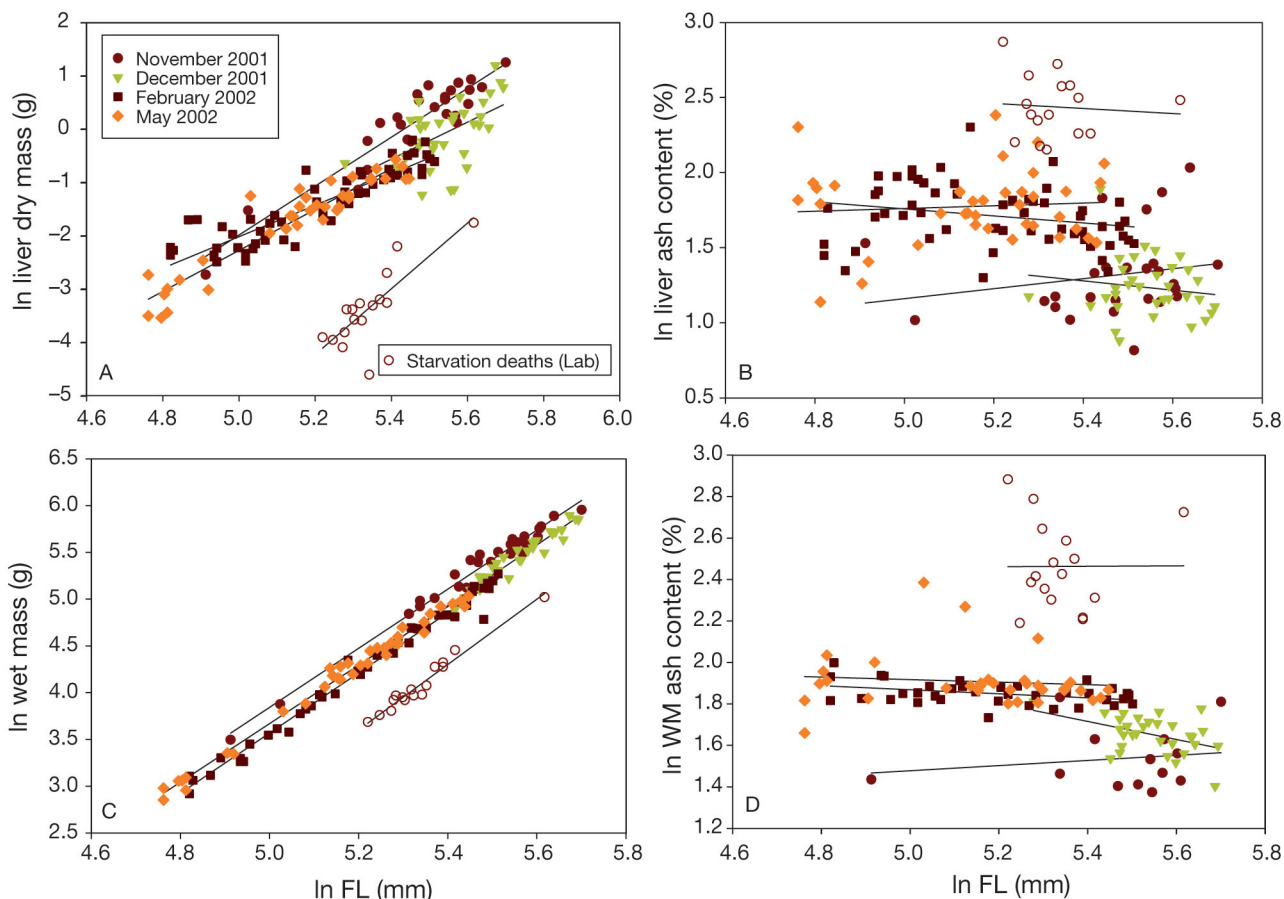 2
1
0
−1
−2
−3
−4
−5
ln liver dry mass (g)
November 2001
December 2001
February 2002
May 2002
Starvation deaths (Lab)
A
4.6 4.8 5.0 5.2 5.4 5.6 5.8 6.0
3.0
2.5
2.0
1.5
1.0
0.5
ln liver ash content (%)
B
4.6 4.8 5.0 5.2 5.4 5.6 5.8
6.5
6.0
5.5
5.0
4.5
4.0
3.5
3.0
2.5
ln wet mass (g)
C
4.6 4.8 5.0 5.2 5.4 5.6 5.8
ln FL (mm)
3.0
2.8
2.6
2.4
2.2
2.0
1.8
1.6
1.4
1.2
ln WM ash content (%)
D
4.6 4.8 5.0 5.2 5.4 5.6 5.8
ln FL (mm)